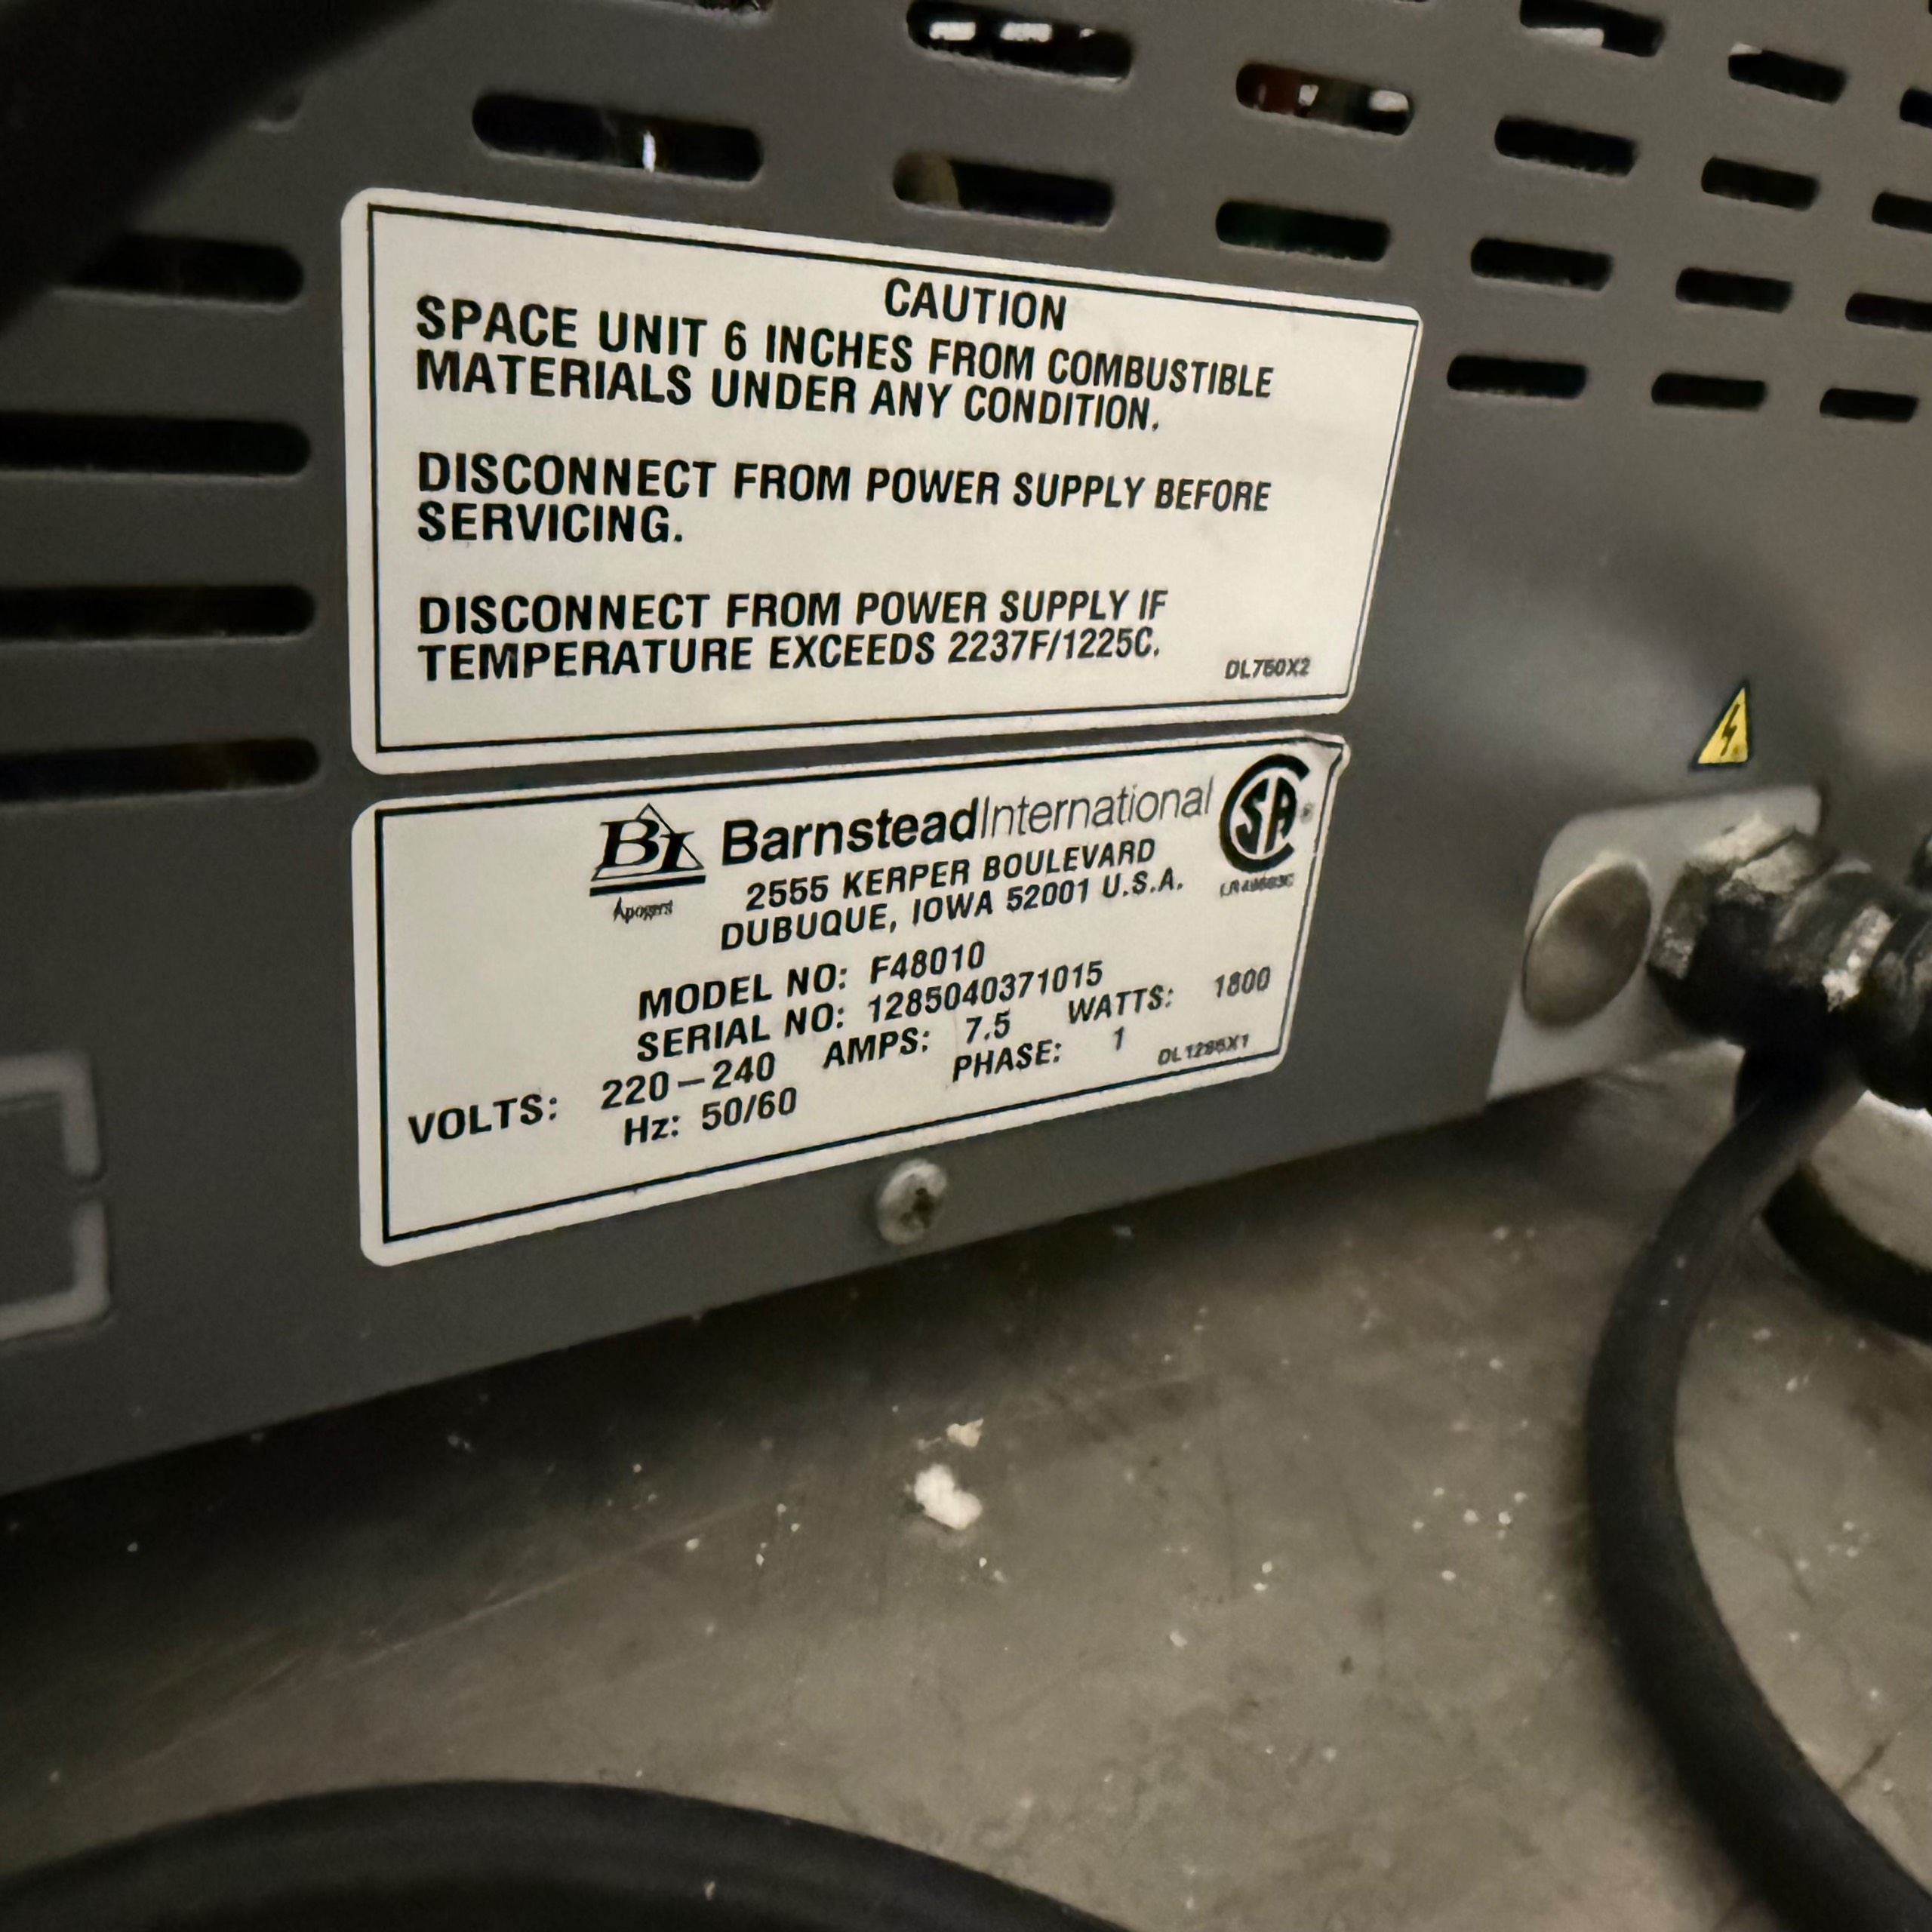 CAUTION
SPACE UNIT 6 INCHES FROM COMBUSTIBLE
MATERIALS UNDER ANY CONDITION.
DISCONNECT FROM POWER SUPPLY BEFORE
SERVICING.
DISCONNECT FROM POWER SUPPLY IF
TEMPERATURE EXCEEDS 2237F/1225C.
DL750X2
BI BarnsteadInternational SA ®
2555 KERPER BOULEVARD
DUBUQUE, IOWA 52001 U.S.A.
MODEL NO: F48010
SERIAL NO: 1285040371015
VOLTS: 220-240 AMPS: 7.5 WATTS: 1800
Hz: 50/60 PHASE: 1
DL1285X1